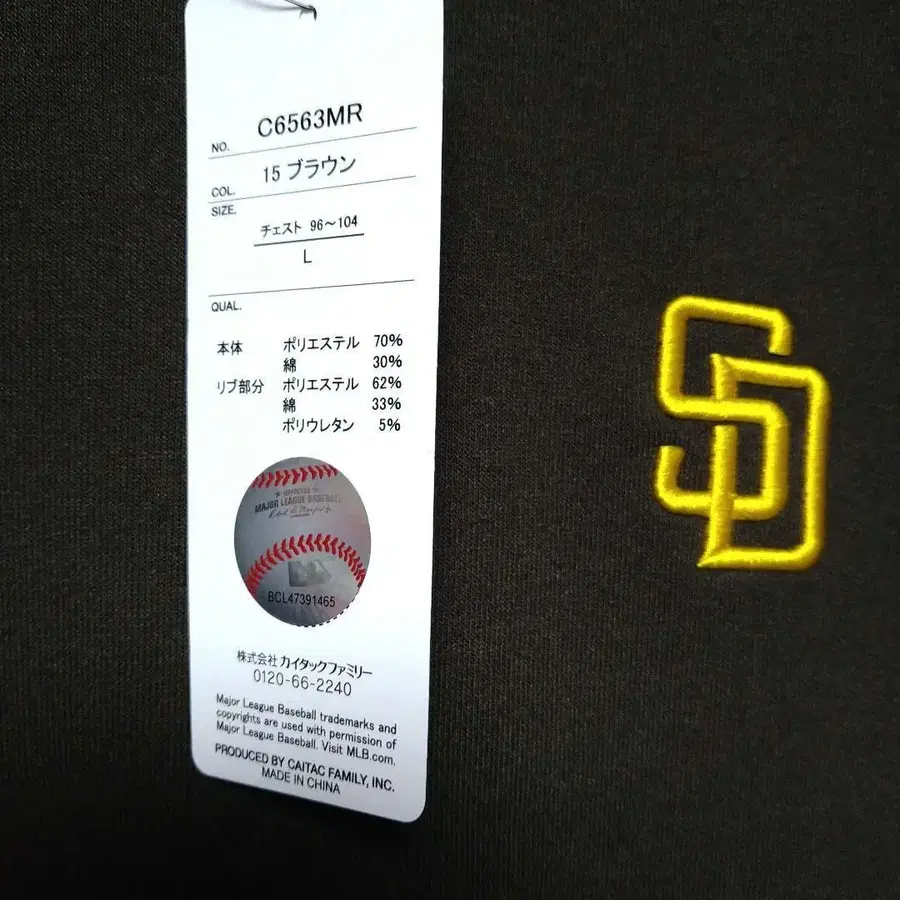 NO. C6563MR
COL. 15 ブラウン
SIZE.
チェスト 96～104
L
QUAL.
本体 ポリエステル 70%
綿 30%
リブ部分 ポリエステル 62%
綿 33%
ポリウレタン 5%
OFFICIAL
MAJOR LEAGUE BASEBALL
BCL47391465
株式会社 カイタックファミリー
0120-66-2240
Major League Baseball trademarks and
copyrights are used with permission of
Major League Baseball. Visit MLB.com.
PRODUCED BY CAITAC FAMILY, INC.
MADE IN CHINA
SD